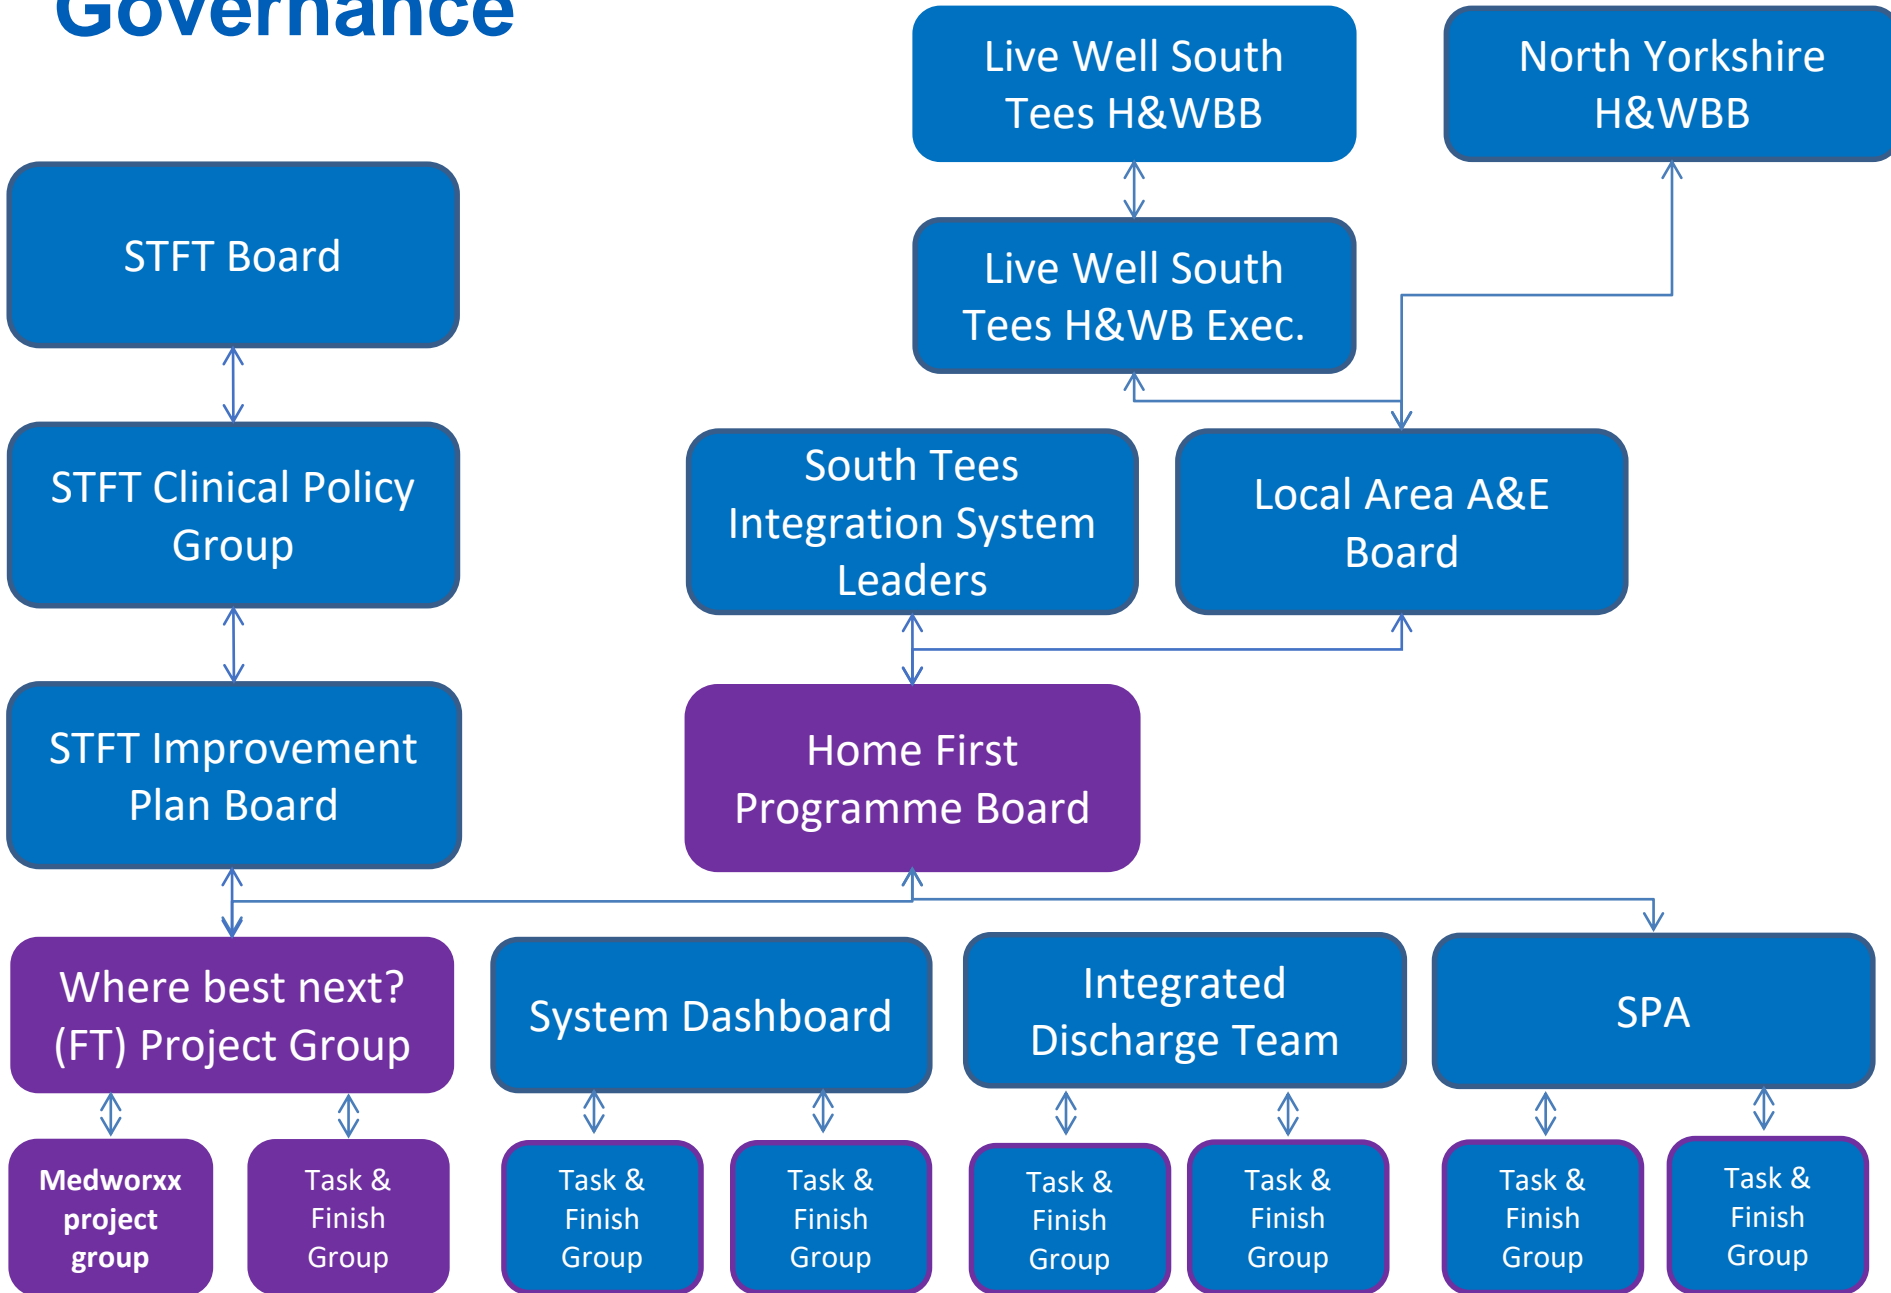 Governance
Live Well South
Tees H&WBB
North Yorkshire
H&WBB
STFT Board
Live Well South
Tees H&WB Exec.
STFT Clinical Policy
Group
South Tees
Integration System
Leaders
Local Area A&E
Board
STFT Improvement
Plan Board
Home First
Programme Board
Where best next?
(FT) Project Group
System Dashboard
Integrated
Discharge Team
SPA
Medworxx
project
group
Task &
Finish
Group
Task &
Finish
Group
Task &
Finish
Group
Task &
Finish
Group
Task &
Finish
Group
Task &
Finish
Group
Task &
Finish
Group